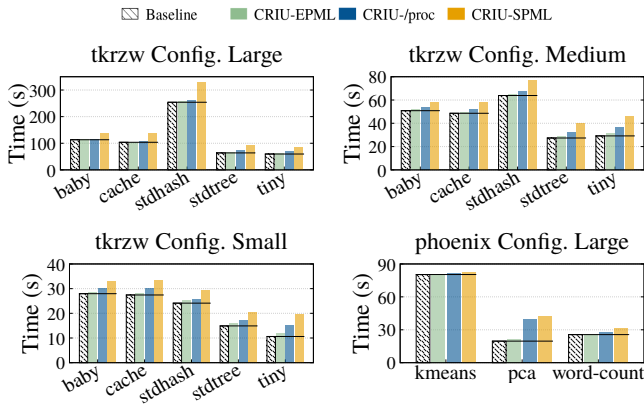 Baseline CRIU-EPML CRIU-/proc CRIU-SPML
tkrzw Config. Large
Time (s)
300
200
100
0
baby cache stdhash stdtree tiny
tkrzw Config. Medium
Time (s)
80
60
40
20
0
baby cache stdhash stdtree tiny
tkrzw Config. Small
Time (s)
40
30
20
10
0
baby cache stdhash stdtree tiny
phoenix Config. Large
Time (s)
90
60
30
0
kmeans pca word-count